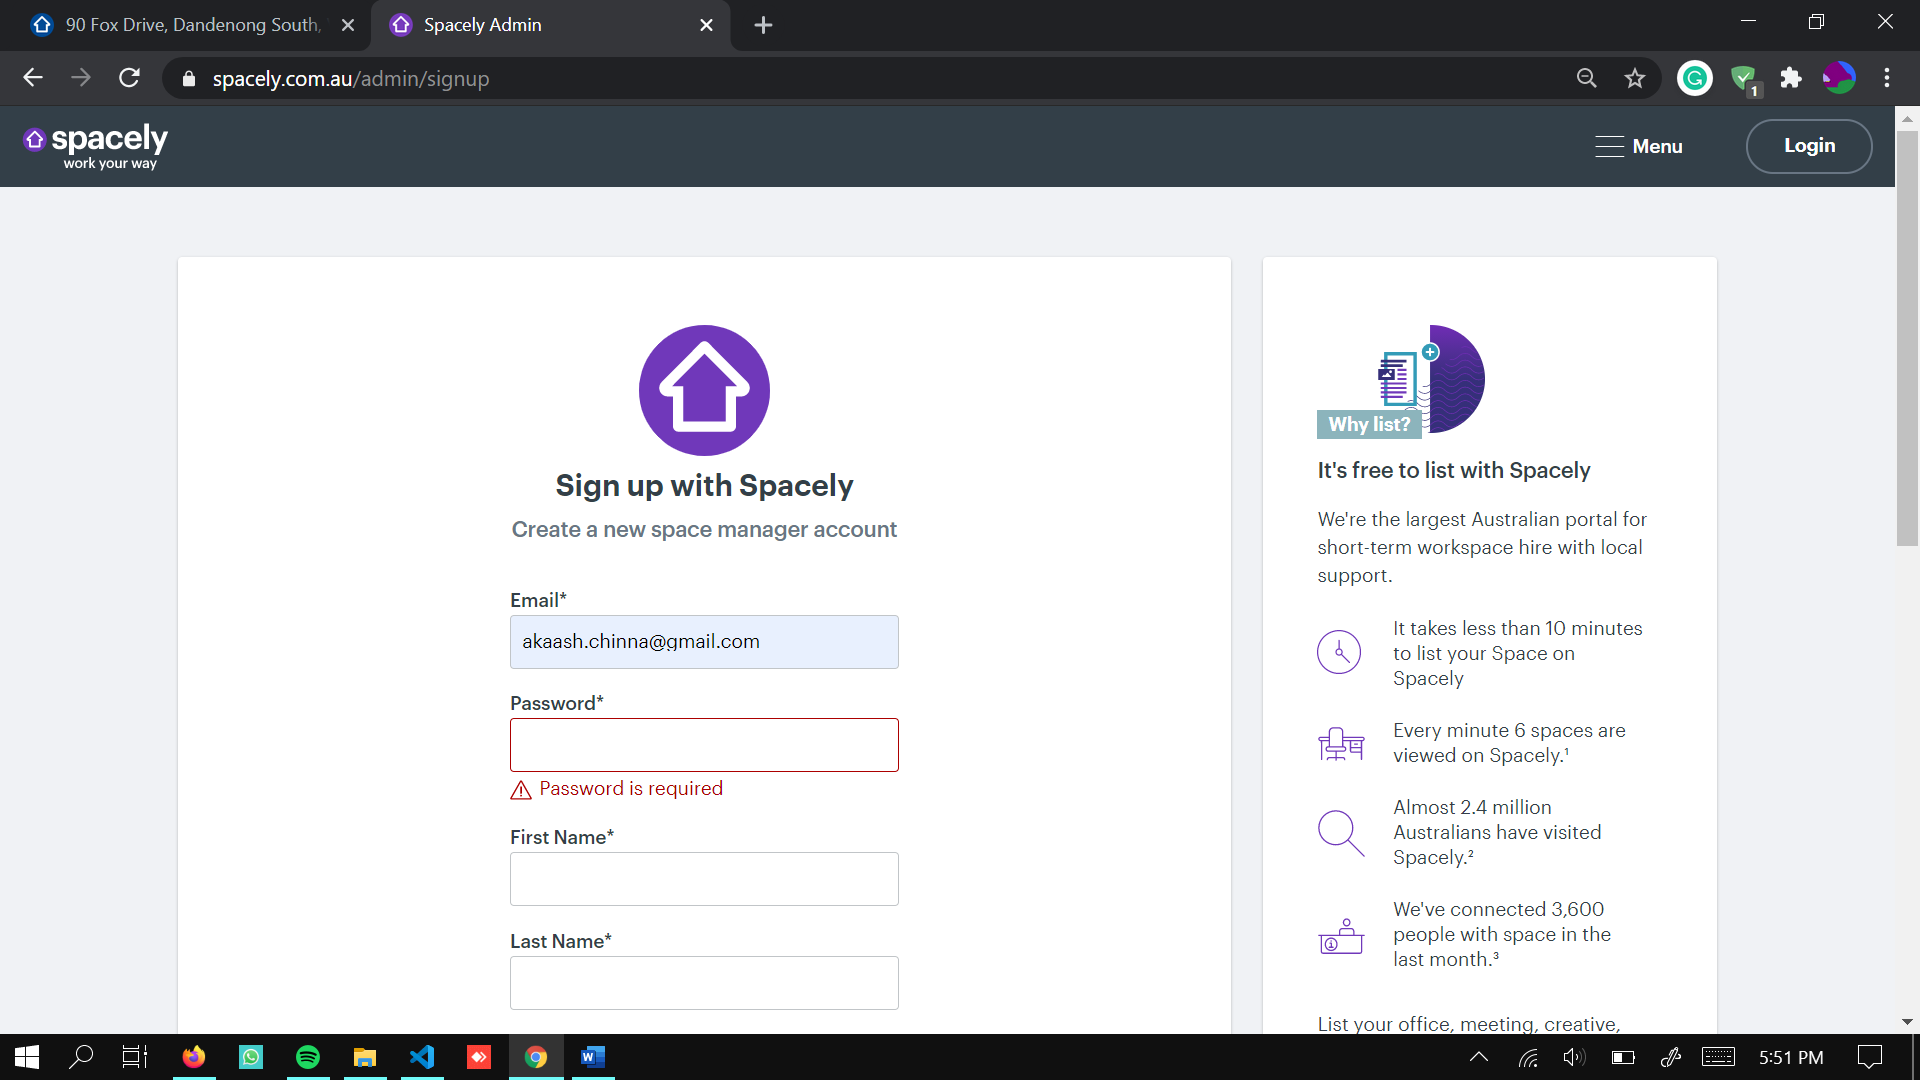 90 Fox Drive, Dandenong South,
Spacely Admin
spacely.com.au/admin/signup
1
spacely
work your way
Menu
Login
Sign up with Spacely
Create a new space manager account
Email*
akaash.chinna@gmail.com
Password*
Password is required
First Name*
Last Name*
Why list?
It's free to list with Spacely
We're the largest Australian portal for
short-term workspace hire with local
support.
It takes less than 10 minutes
to list your Space on
Spacely
Every minute 6 spaces are
viewed on Spacely.¹
Almost 2.4 million
Australians have visited
Spacely.²
We've connected 3,600
people with space in the
last month.³
List your office, meeting, creative,
5:51 PM